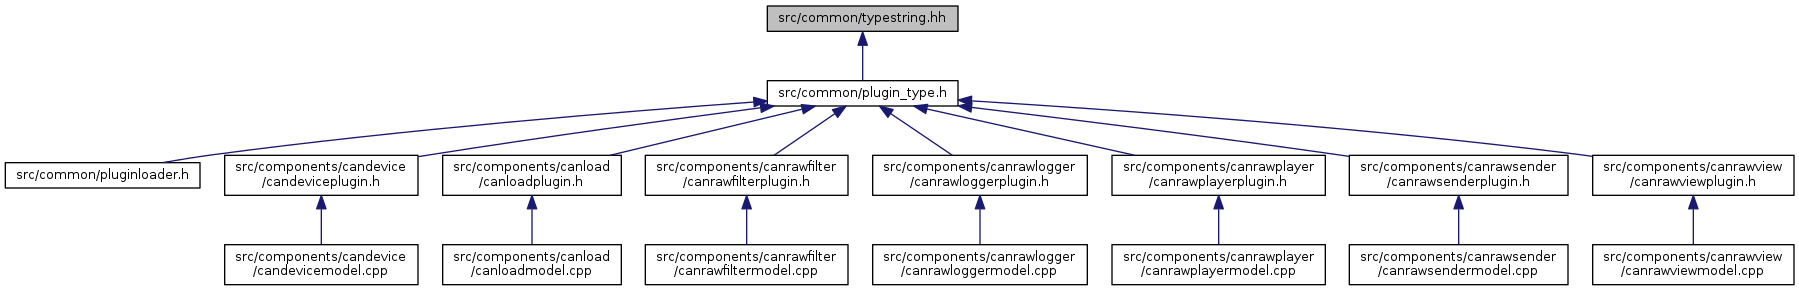 src/common/typestring.hh
src/common/plugin_type.h
src/common/pluginloader.h
src/components/candevice
/candeviceplugin.h
src/components/canload
/canloadplugin.h
src/components/canrawfilter
/canrawfilterplugin.h
src/components/canrawlogger
/canrawloggerplugin.h
src/components/canrawplayer
/canrawplayerplugin.h
src/components/canrawsender
/canrawsenderplugin.h
src/components/canrawview
/canrawviewplugin.h
src/components/candevice
/candevicemodel.cpp
src/components/canload
/canloadmodel.cpp
src/components/canrawfilter
/canrawfiltermodel.cpp
src/components/canrawlogger
/canrawloggermodel.cpp
src/components/canrawplayer
/canrawplayermodel.cpp
src/components/canrawsender
/canrawsendermodel.cpp
src/components/canrawview
/canrawviewmodel.cpp